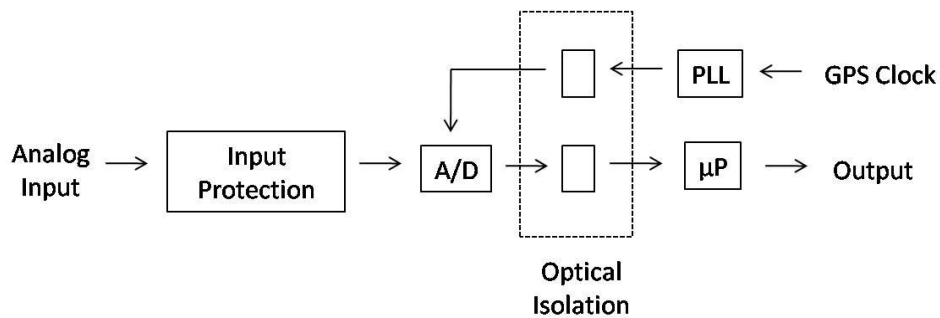 PLL
GPS Clock
Analog
Input
Input
Protection
A/D
μP
Output
Optical
Isolation